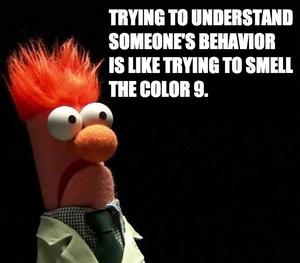 TRYING TO UNDERSTAND
SOMEONE'S BEHAVIOR
IS LIKE TRYING TO SMELL
THE COLOR 9.